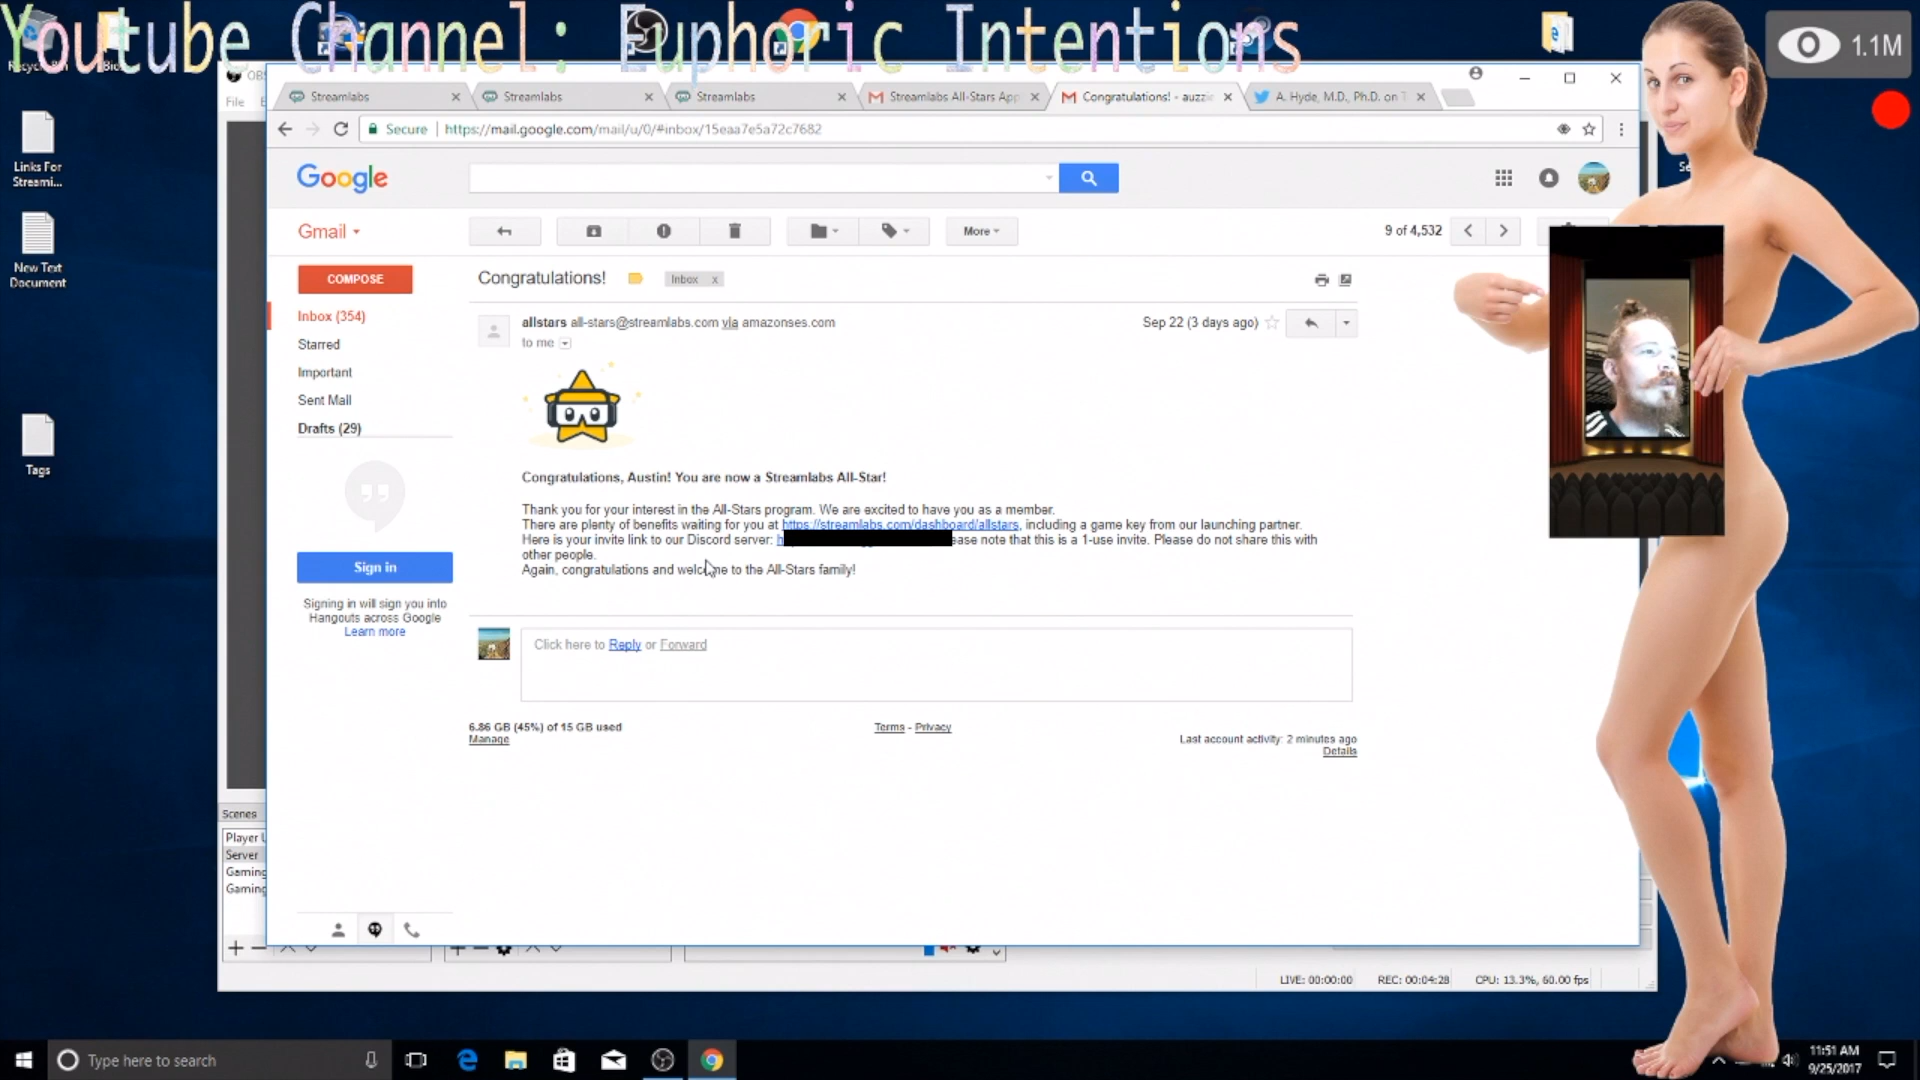 Youtube Channel: Euphoric Intentions
1.1M
Links For
Streami...
New Text
Document
Tags
File
Streamlabs
Streamlabs
Streamlabs
Streamlabs All-Stars App
Congratulations! - auzzie
A. Hyde, M.D., Ph.D. on T
Secure
https://mail.google.com/mail/u/0/#inbox/15eaa7e5a72c7682
Google
Gmail
More
9 of 4,532
COMPOSE
Congratulations!
Inbox x
Inbox (354)
Starred
Important
Sent Mail
Drafts (29)
allstars all-stars@streamlabs.com via amazonses.com
Sep 22 (3 days ago)
to me
Congratulations, Austin! You are now a Streamlabs All-Star!
Thank you for your interest in the All-Stars program. We are excited to have you as a member.
There are plenty of benefits waiting for you at https://streamlabs.com/dashboard/allstars, including a game key from our launching partner.
Here is your invite link to our Discord server: h ease note that this is a 1-use invite. Please do not share this with
other people.
Again, congratulations and welcome to the All-Stars family!
Sign in
Signing in will sign you into
Hangouts across Google
Learn more
Click here to Reply or Forward
6.86 GB (45%) of 15 GB used
Manage
Terms - Privacy
Last account activity: 2 minutes ago
Details
Scenes
Player
Server
Gaming
Gaming
LIVE: 00:00:00
REC: 00:04:28
CPU: 13.3%, 60.00 fps
Type here to search
11:51 AM
9/25/2017